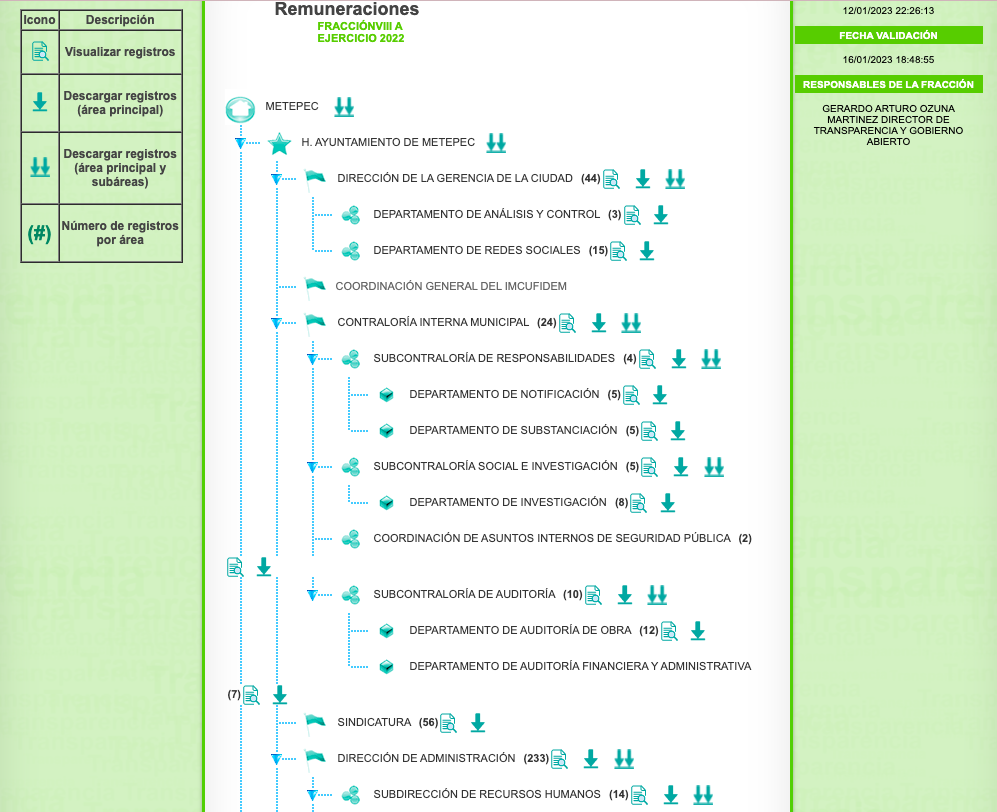 Icono Descripción
Visualizar registros
Descargar registros
(área principal)
Descargar registros
(área principal y
subáreas)
(#) Número de registros
por área
Remuneraciones
FRACCIÓNVIII A
EJERCICIO 2022
METEPEC
H. AYUNTAMIENTO DE METEPEC
DIRECCIÓN DE LA GERENCIA DE LA CIUDAD (44)
DEPARTAMENTO DE ANÁLISIS Y CONTROL (3)
DEPARTAMENTO DE REDES SOCIALES (15)
COORDINACIÓN GENERAL DEL IMCUFIDEM
CONTRALORÍA INTERNA MUNICIPAL (24)
SUBCONTRALORÍA DE RESPONSABILIDADES (4)
DEPARTAMENTO DE NOTIFICACIÓN (5)
DEPARTAMENTO DE SUBSTANCIACIÓN (5)
SUBCONTRALORÍA SOCIAL E INVESTIGACIÓN (5)
DEPARTAMENTO DE INVESTIGACIÓN (8)
COORDINACIÓN DE ASUNTOS INTERNOS DE SEGURIDAD PÚBLICA (2)
SUBCONTRALORÍA DE AUDITORÍA (10)
DEPARTAMENTO DE AUDITORÍA DE OBRA (12)
DEPARTAMENTO DE AUDITORÍA FINANCIERA Y ADMINISTRATIVA
(7)
SINDICATURA (56)
DIRECCIÓN DE ADMINISTRACIÓN (233)
SUBDIRECCIÓN DE RECURSOS HUMANOS (14)
12/01/2023 22:26:13
FECHA VALIDACIÓN
16/01/2023 18:48:55
RESPONSABLES DE LA FRACCIÓN
GERARDO ARTURO OZUNA
MARTINEZ DIRECTOR DE
TRANSPARENCIA Y GOBIERNO
ABIERTO